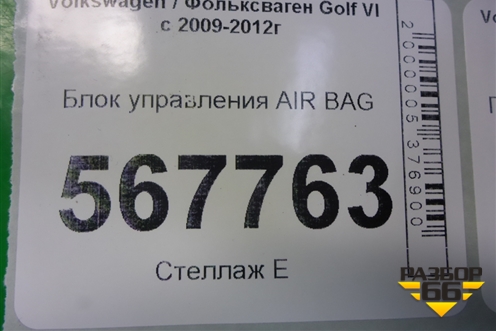 Volkswagen / Фольксваген Golf VI
с 2009-2012г
Блок управления AIR BAG
567763
Стеллаж Е
2000005376900
РАЗБОР
66